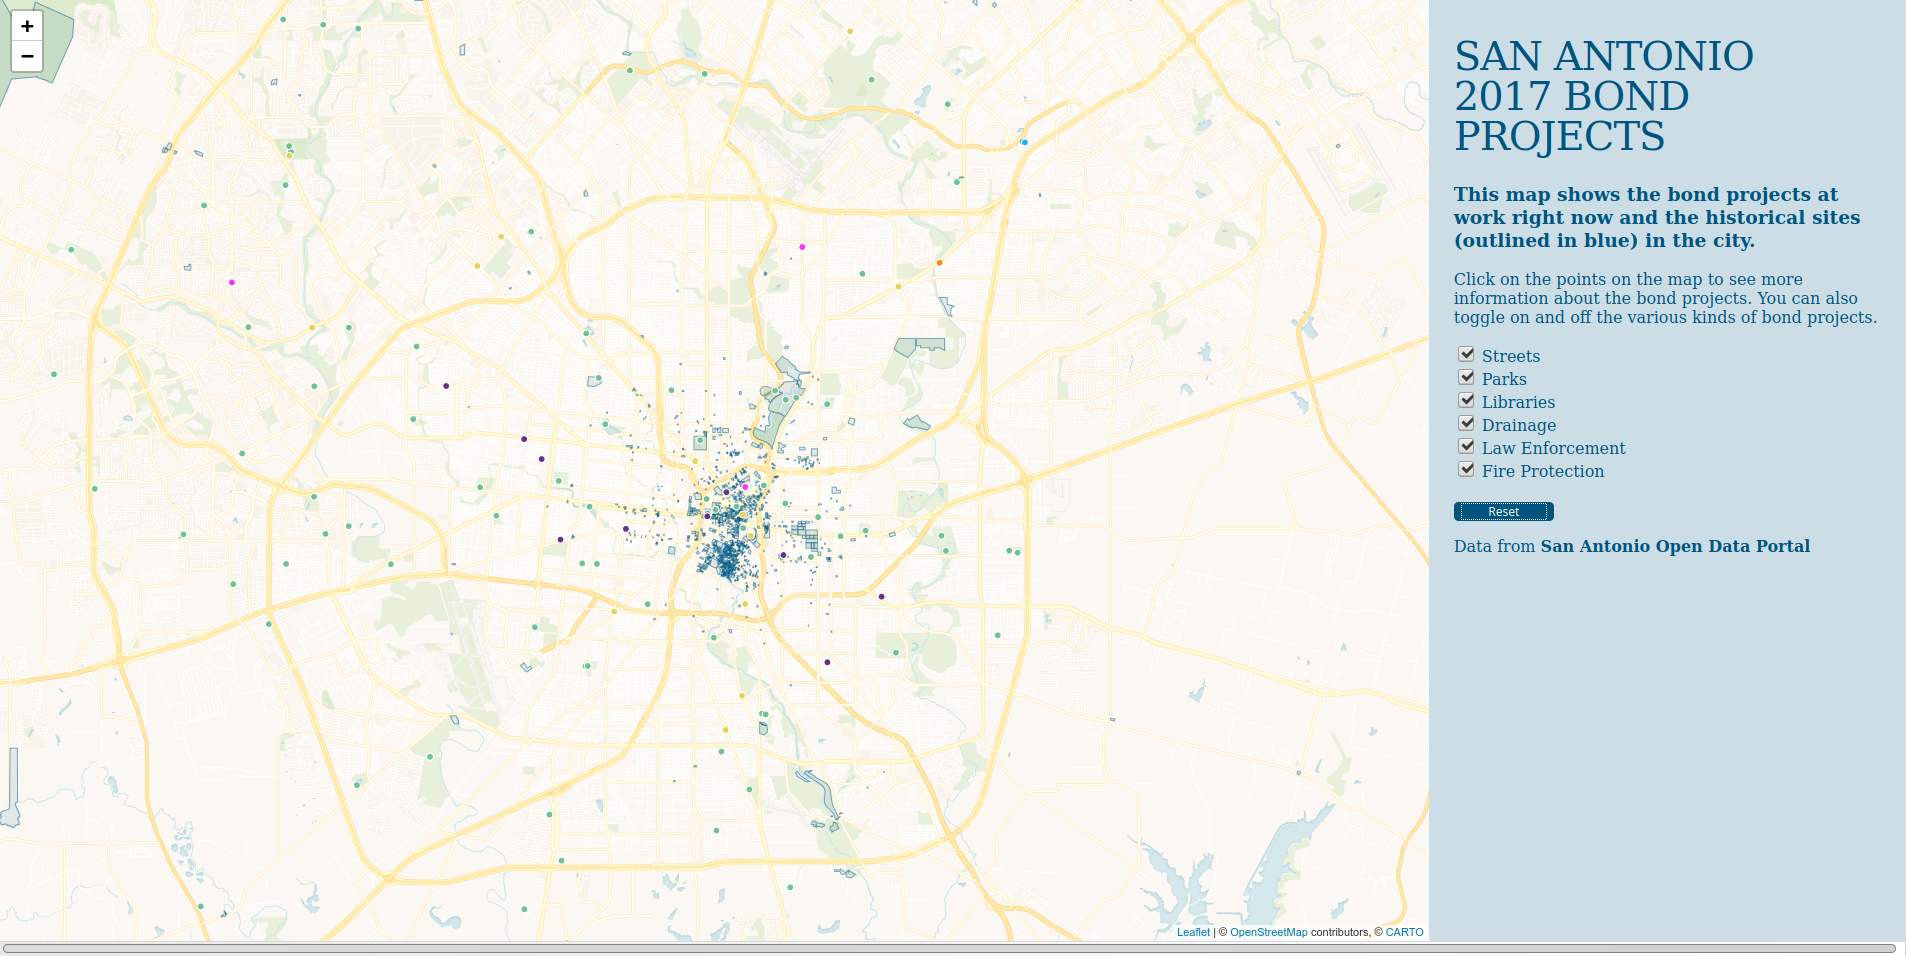 +
−
SAN ANTONIO
2017 BOND
PROJECTS
This map shows the bond projects at
work right now and the historical sites
(outlined in blue) in the city.
Click on the points on the map to see more
information about the bond projects. You can also
toggle on and off the various kinds of bond projects.
Streets
Parks
Libraries
Drainage
Law Enforcement
Fire Protection
Reset
Data from San Antonio Open Data Portal
Leaflet | © OpenStreetMap contributors, © CARTO